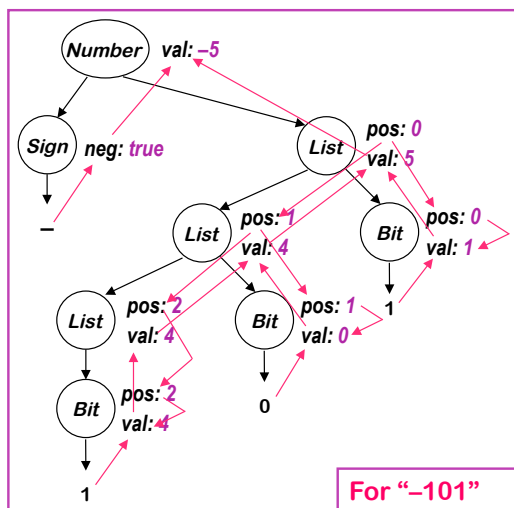 Number val: –5
Sign neg: true
List pos: 0
val: 5
–
List pos: 1
val: 4
Bit pos: 0
val: 1
List pos: 2
val: 4
Bit pos: 1
val: 0
1
Bit pos: 2
val: 4
0
1
For “–101”